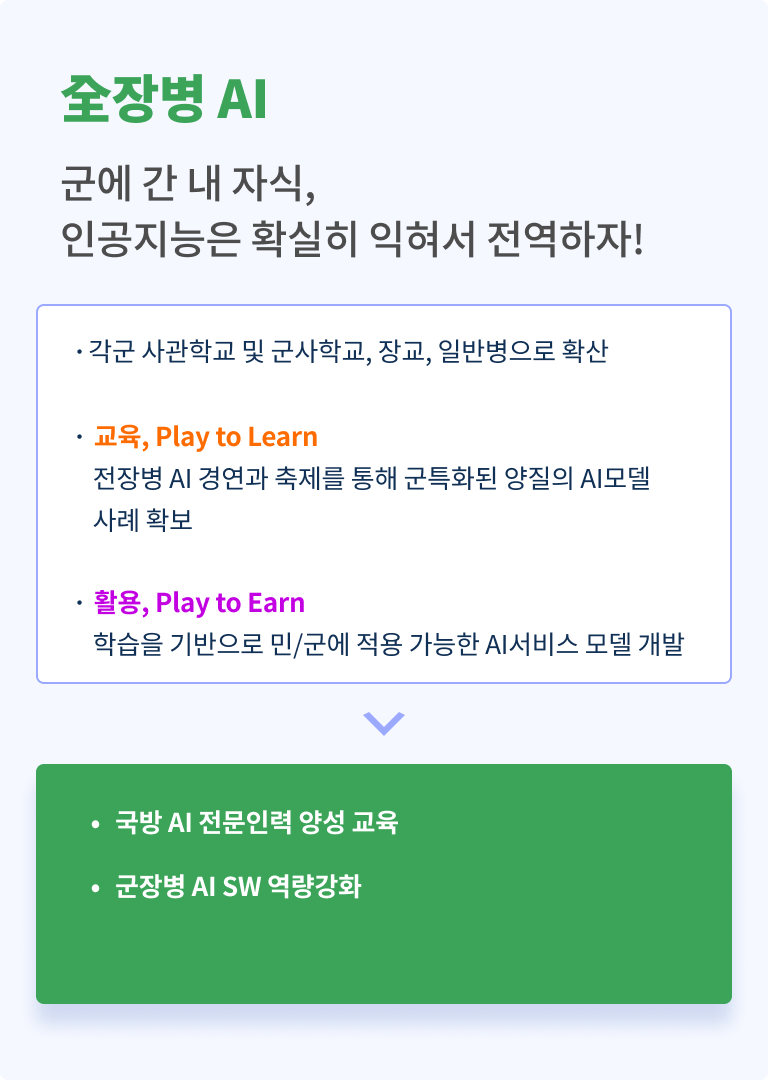 全장병 AI
군에 간 내 자식,
인공지능은 확실히 익혀서 전역하자!
· 각군 사관학교 및 군사학교, 장교, 일반병으로 확산
· 교육, Play to Learn
전장병 AI 경연과 축제를 통해 군특화된 양질의 AI모델
사례 확보
· 활용, Play to Earn
학습을 기반으로 민/군에 적용 가능한 AI서비스 모델 개발
• 국방 AI 전문인력 양성 교육
• 군장병 AI SW 역량강화